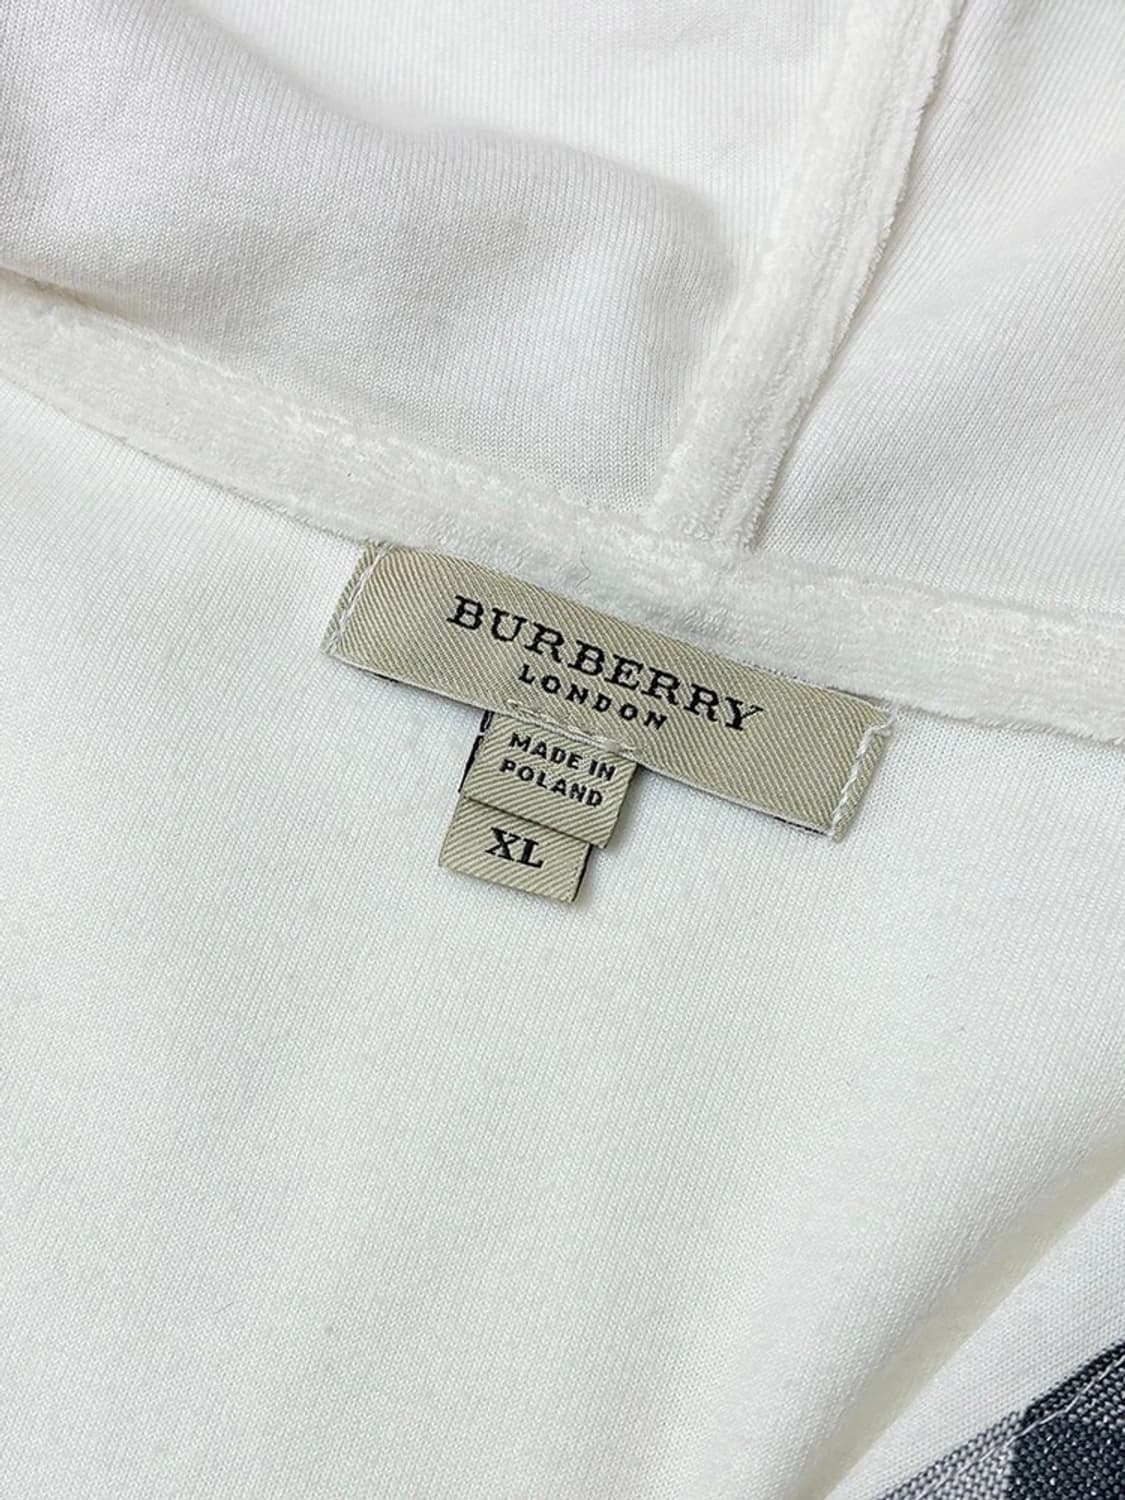 BURBERRY
LONDON
MADE IN
POLAND
XL